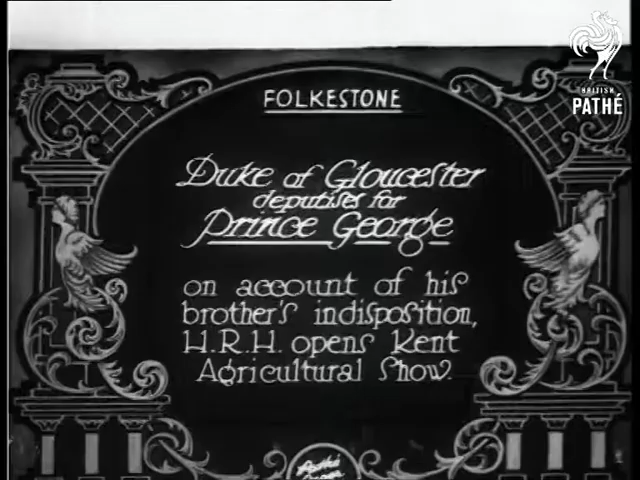 BRITISH
PATHÉ
FOLKESTONE
Duke of Gloucester
deputises for
Prince George
on account of his
brother's indisposition,
H.R.H. opens Kent
Agricultural Show.
Pathé